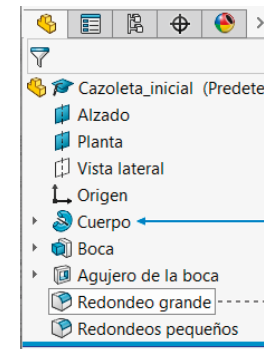 Cazoleta_inicial (Predete
Alzado
Planta
Vista lateral
Origen
Cuerpo
Boca
Agujero de la boca
Redondeo grande
Redondeos pequeños